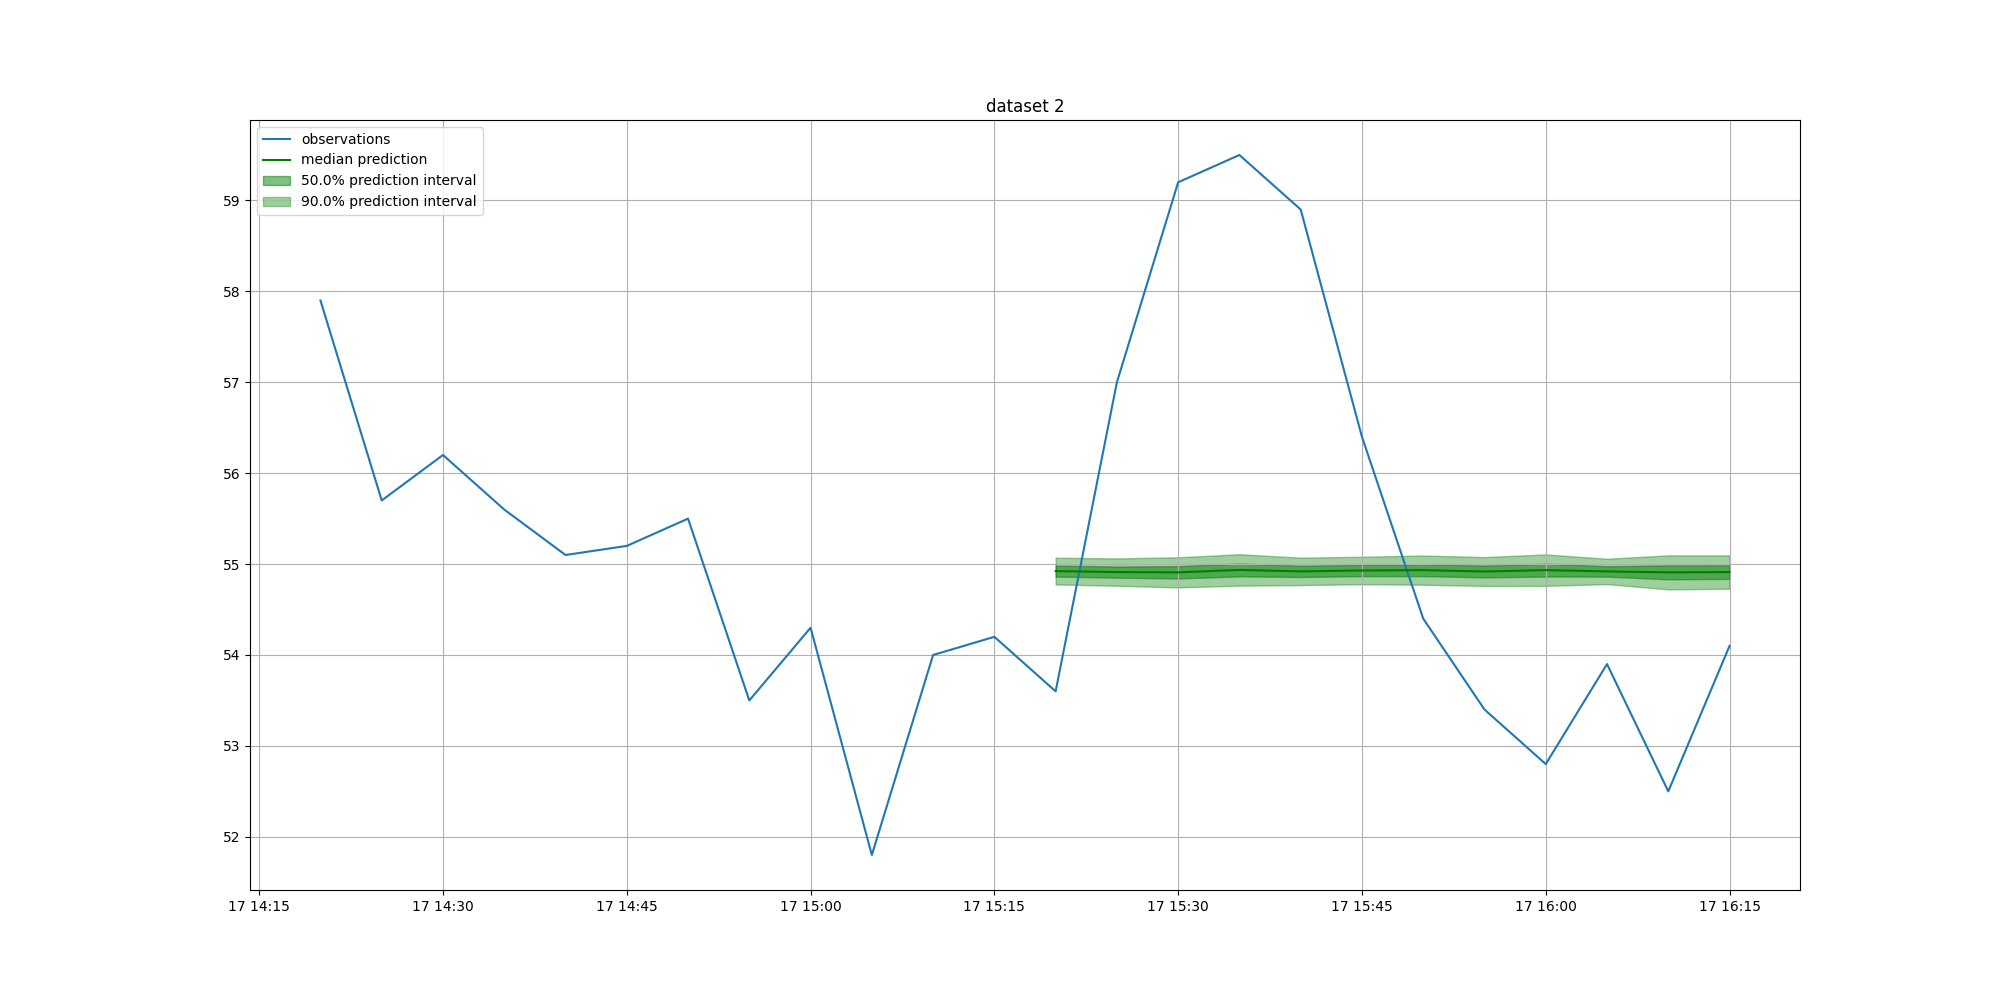 dataset 2
observations
median prediction
50.0% prediction interval
90.0% prediction interval
59
58
57
56
55
54
53
52
17 14:15 17 14:30 17 14:45 17 15:00 17 15:15 17 15:30 17 15:45 17 16:00 17 16:15